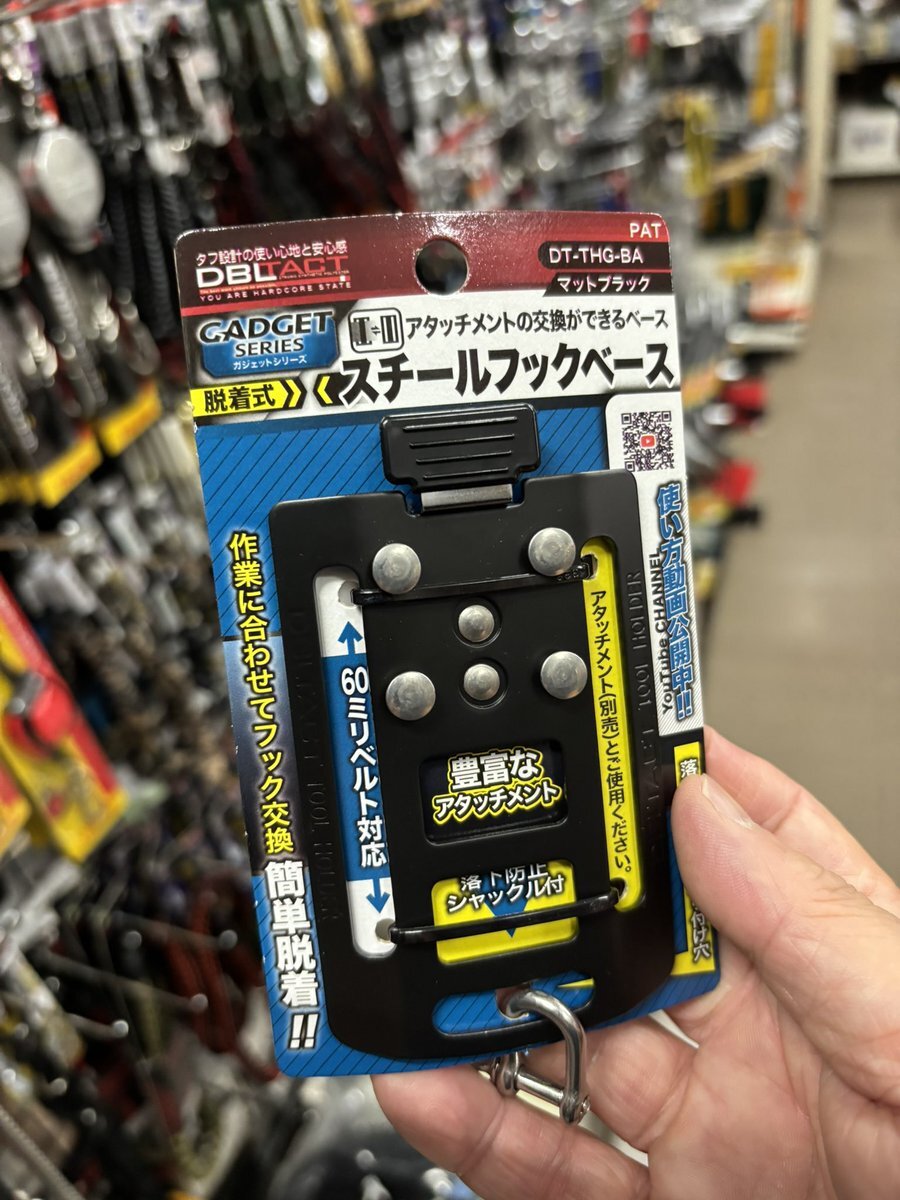 タフ設計の使い心地と安心感
DBLTACT
YOU ARE HARDCORE STATE
PAT
DT-THG-BA
マットブラック
GADGET
SERIES
ガジェットシリーズ
アタッチメントの交換ができるベース
脱着式
スチールフックベース
作業に合わせてフック交換
簡単脱着!!
60ミリベルト対応
アタッチメント(別売)とご使用ください。
使い方動画公開中!!
YouTube CHANNEL
豊富な
アタッチメント
落下防止
シャックル付
TOOL HOLDER
TOOL HOLDER
落
付け穴